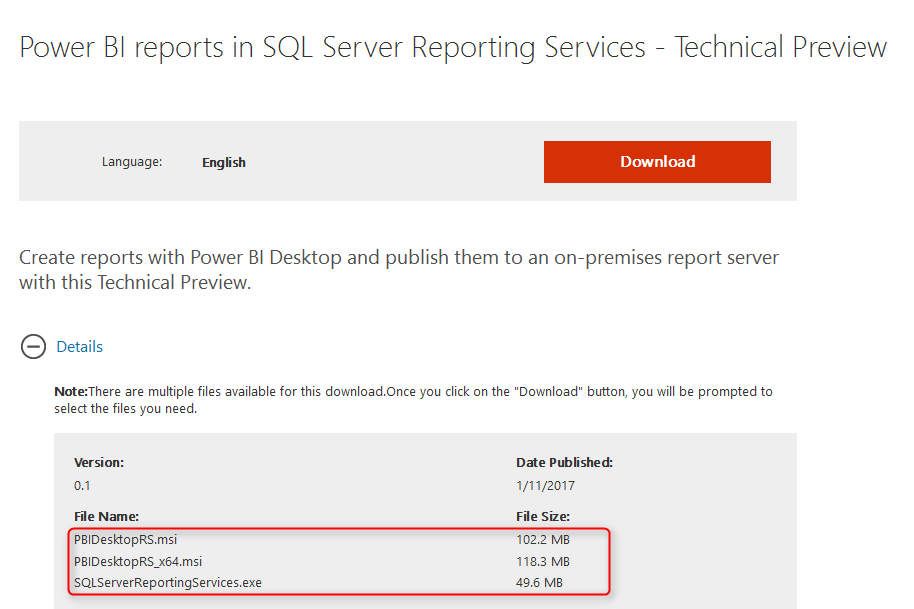 Power BI reports in SQL Server Reporting Services - Technical Preview
Language: English Download
Create reports with Power BI Desktop and publish them to an on-premises report server
with this Technical Preview.
Details
Note:There are multiple files available for this download.Once you click on the "Download" button, you will be prompted to
select the files you need.
Version: Date Published:
0.1 1/11/2017
File Name: File Size:
PBIDesktopRS.msi 102.2 MB
PBIDesktopRS_x64.msi 118.3 MB
SQLServerReportingServices.exe 49.6 MB